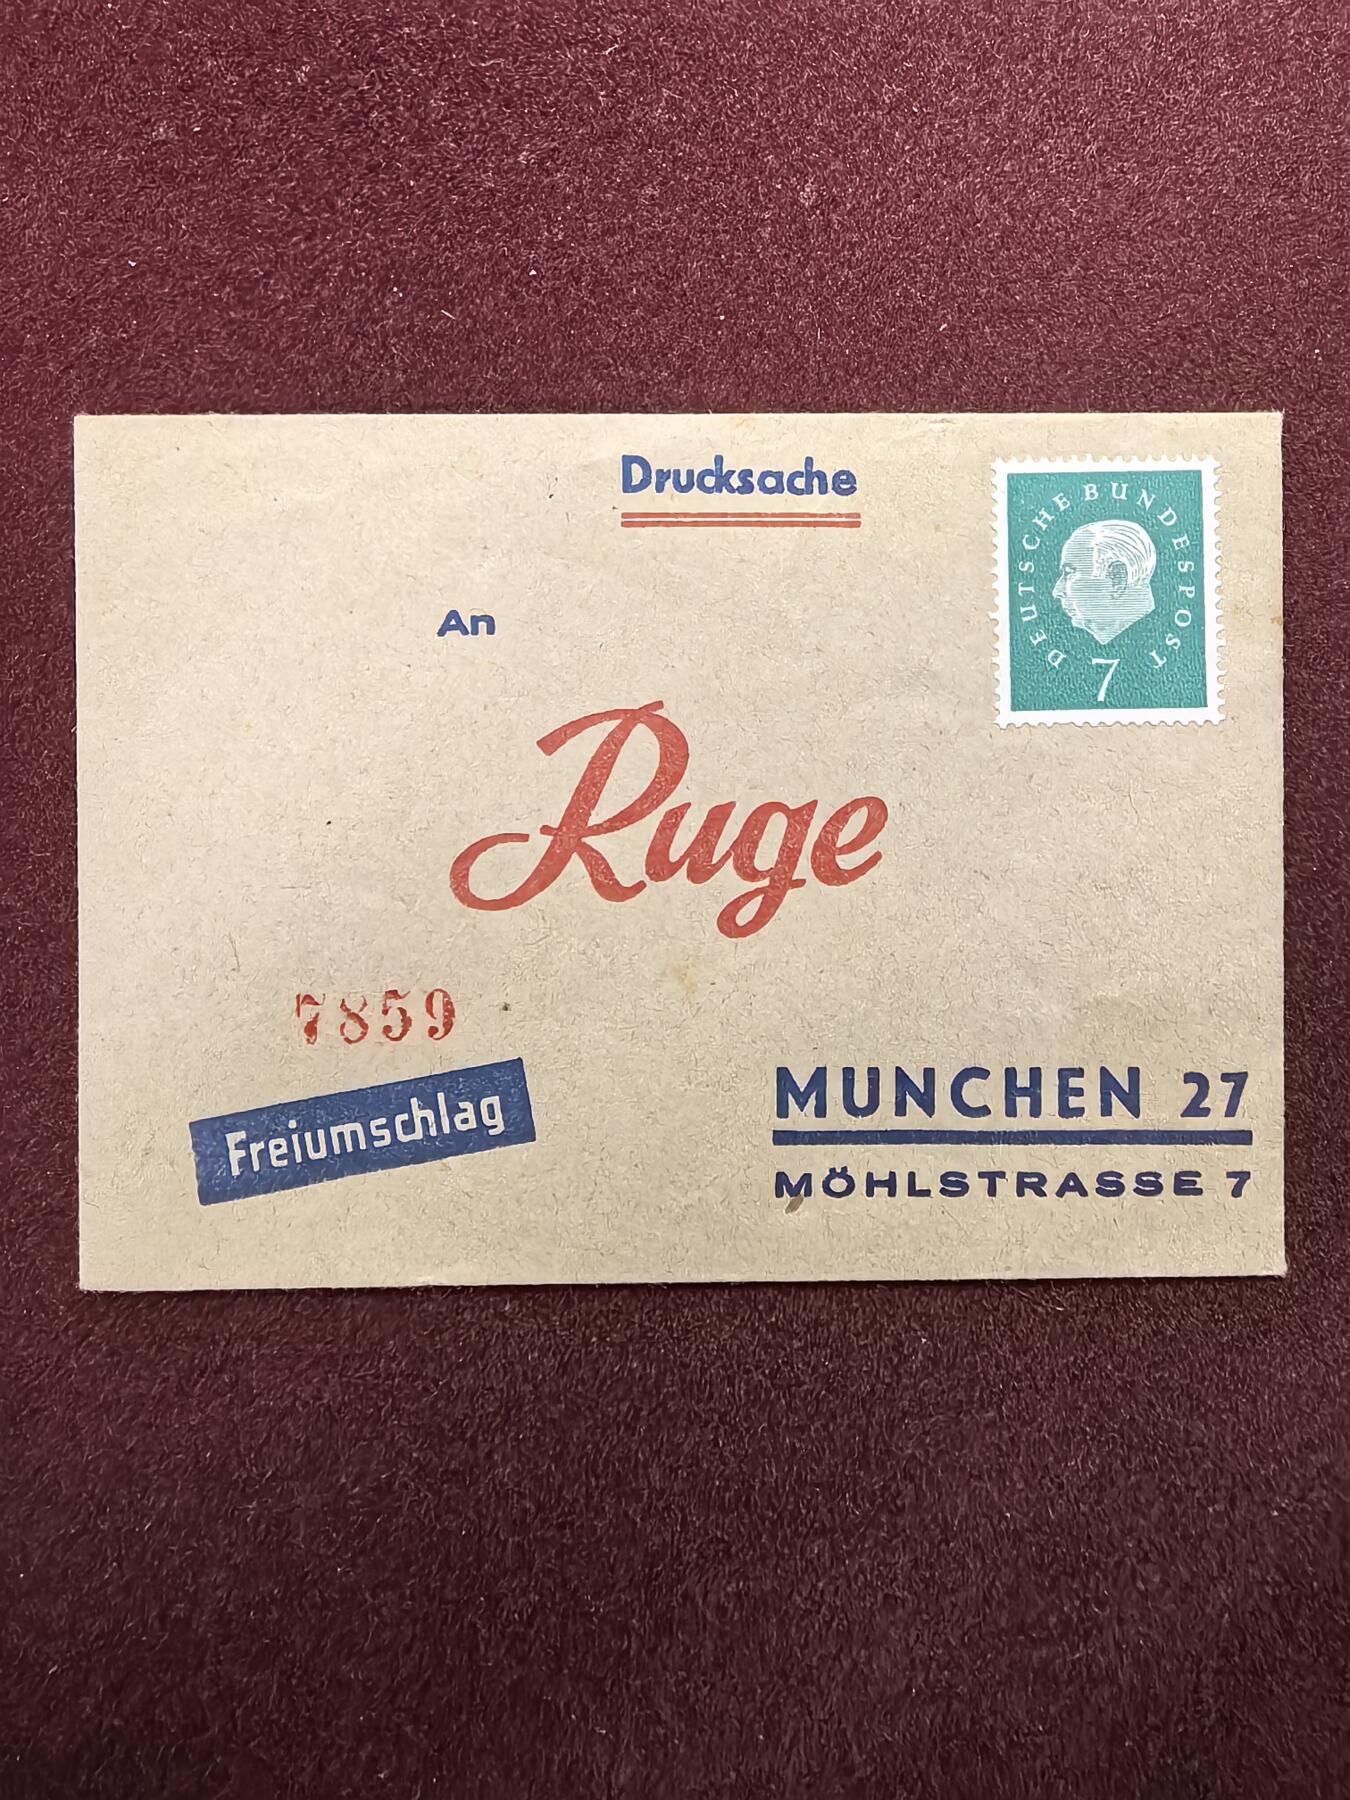 Drucksache
DEUTSCHE BUNDESPOST
7
An
Ruge
7859
Freiumschlag
MUNCHEN 27
MÖHLSTRASSE 7